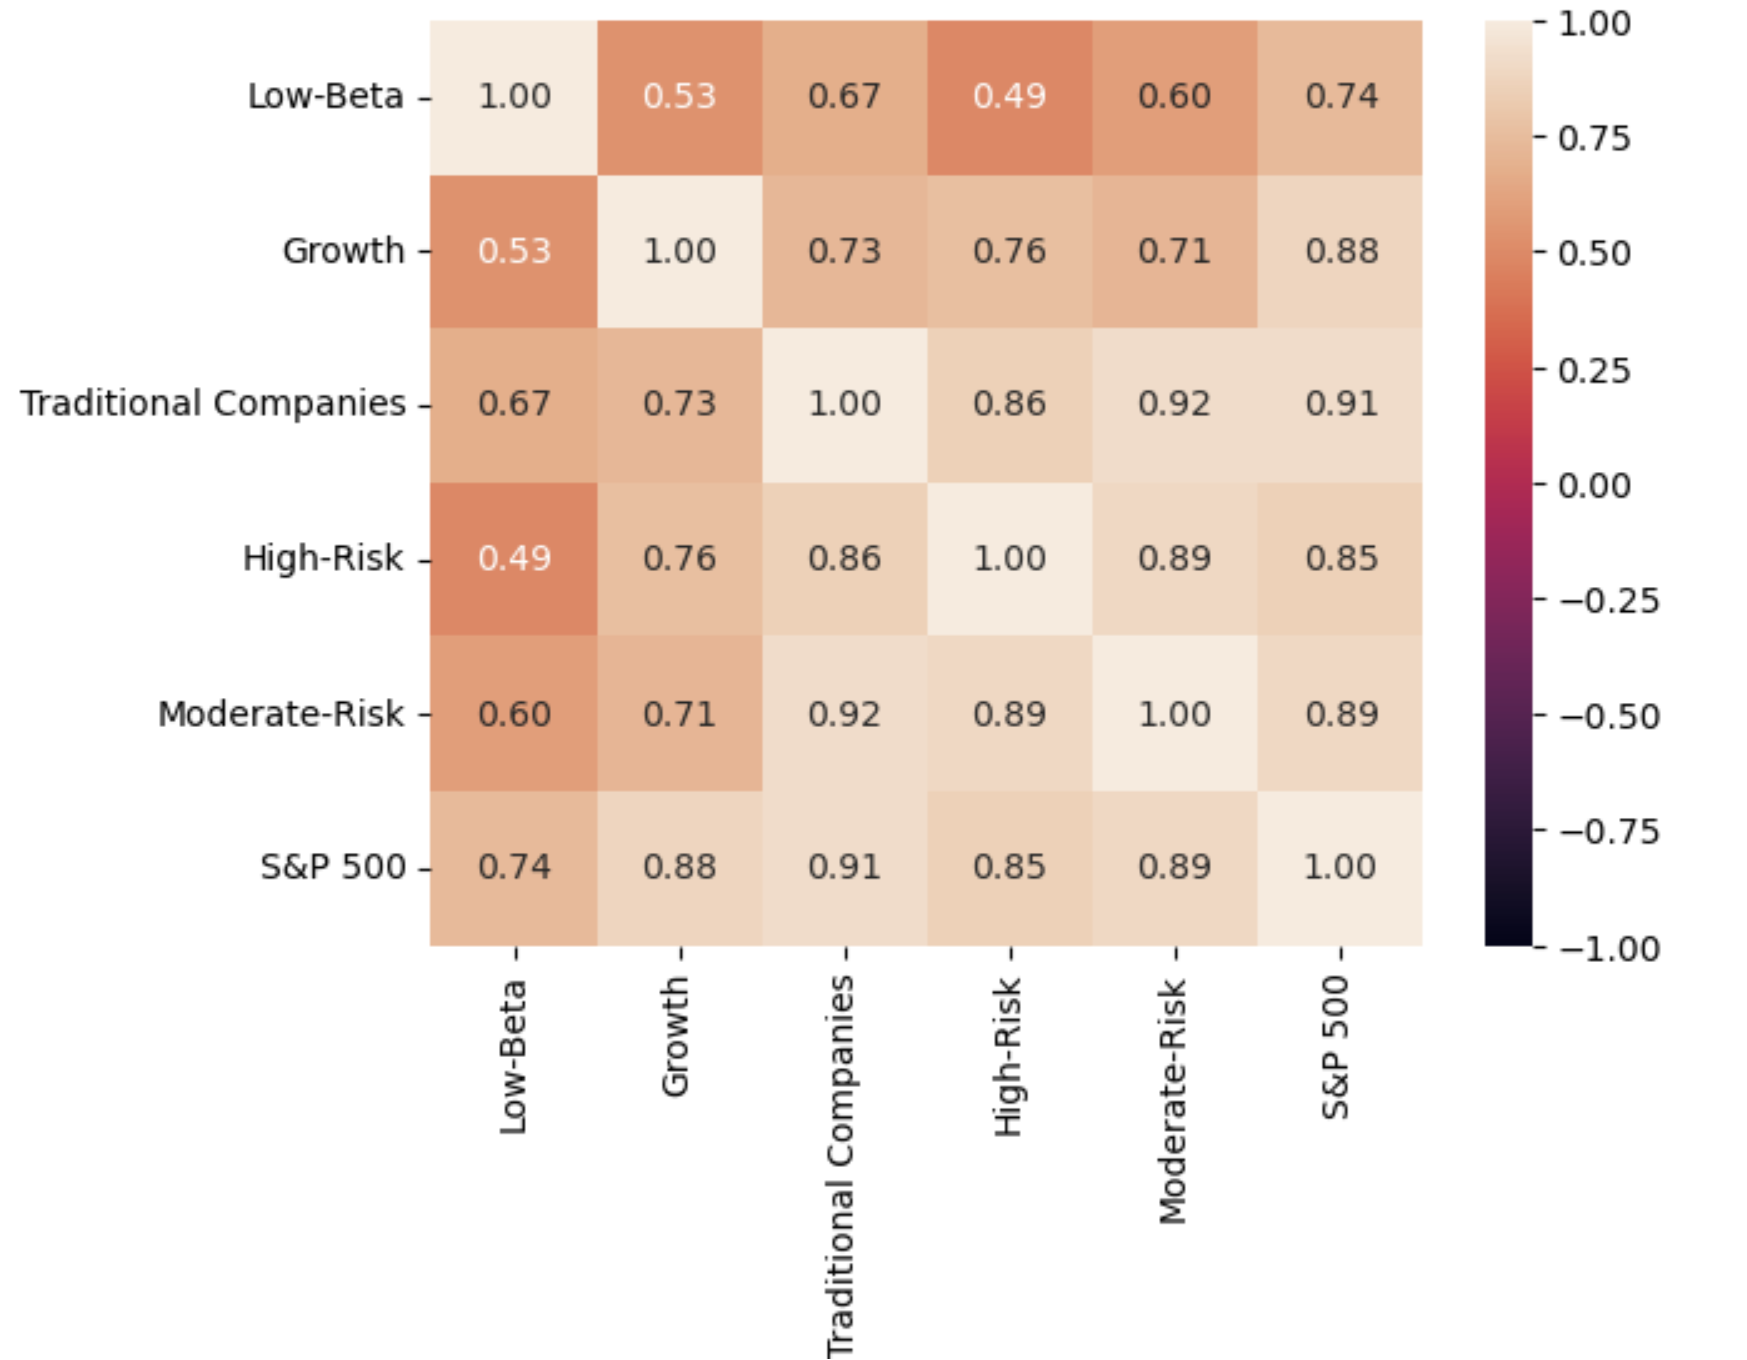 Low-Beta 1.00 0.53 0.67 0.49 0.60 0.74
Growth 0.53 1.00 0.73 0.76 0.71 0.88
Traditional Companies 0.67 0.73 1.00 0.86 0.92 0.91
High-Risk 0.49 0.76 0.86 1.00 0.89 0.85
Moderate-Risk 0.60 0.71 0.92 0.89 1.00 0.89
S&P 500 0.74 0.88 0.91 0.85 0.89 1.00
Low-Beta
Growth
Traditional Companies
High-Risk
Moderate-Risk
S&P 500
1.00
0.75
0.50
0.25
0.00
−0.25
−0.50
−0.75
−1.00